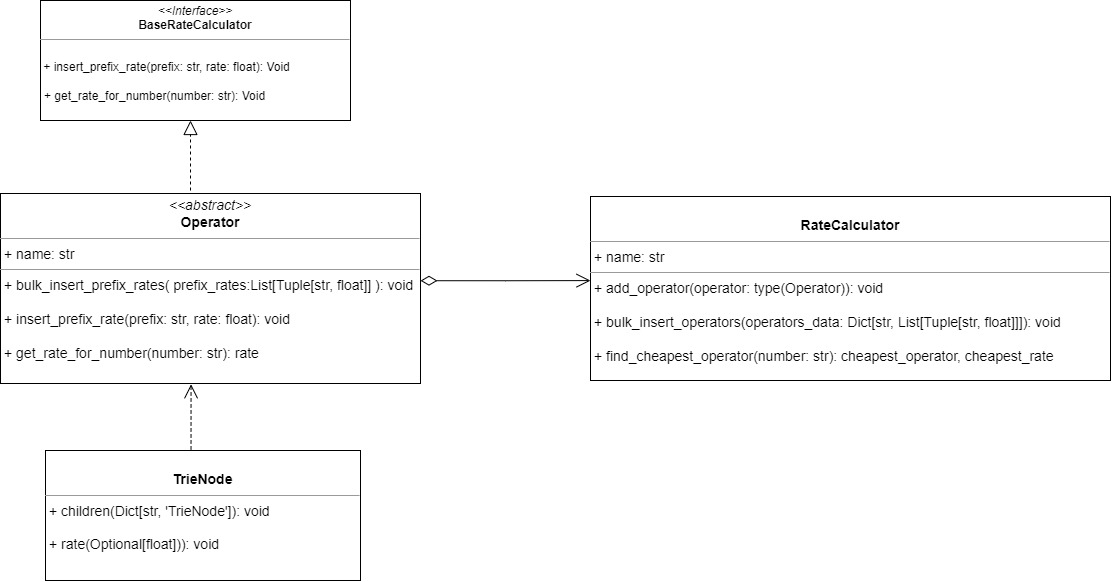 <<Interface>>
BaseRateCalculator
+ insert_prefix_rate(prefix: str, rate: float): Void
+ get_rate_for_number(number: str): Void
<<abstract>>
Operator
+ name: str
+ bulk_insert_prefix_rates( prefix_rates:List[Tuple[str, float]] ): void
+ insert_prefix_rate(prefix: str, rate: float): void
+ get_rate_for_number(number: str): rate
RateCalculator
+ name: str
+ add_operator(operator: type(Operator)): void
+ bulk_insert_operators(operators_data: Dict[str, List[Tuple[str, float]]]): void
+ find_cheapest_operator(number: str): cheapest_operator, cheapest_rate
TrieNode
+ children(Dict[str, 'TrieNode']): void
+ rate(Optional[float])): void